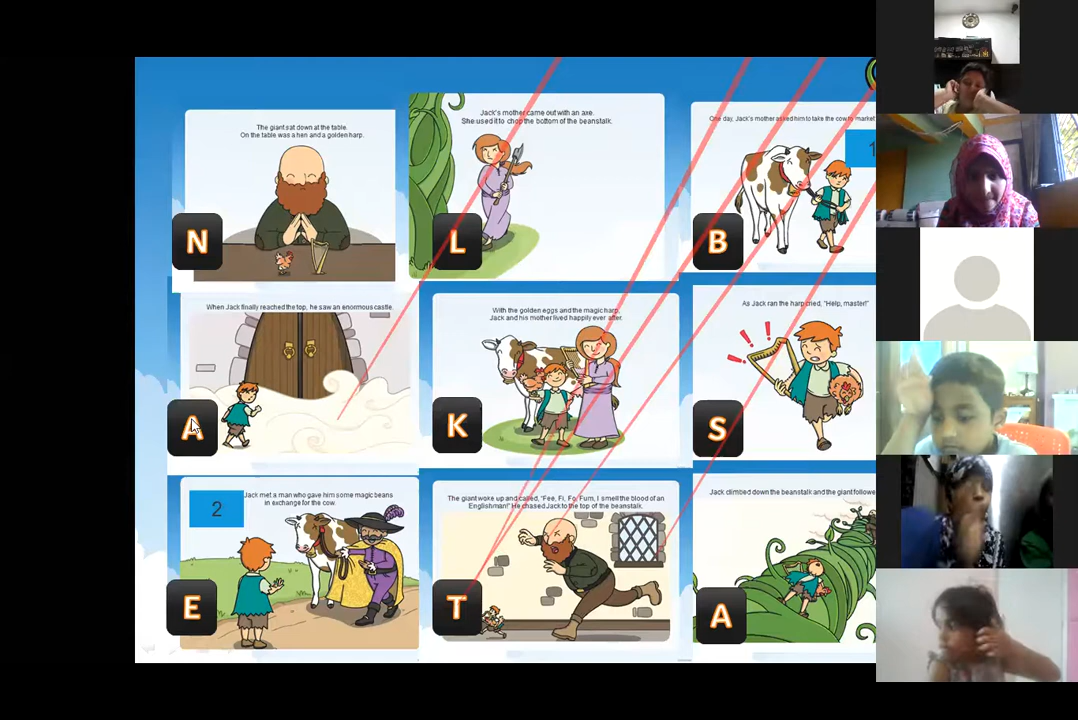 The giant sat down at the table.
On the table was a hen and a golden harp.
N
Jack's mother came out with an axe.
She used it to chop the bottom of the beanstalk.
L
One day, Jack's mother asked him to take the cow to market
1
B
When Jack finally reached the top, he saw an enormous castle.
A
With the golden eggs and the magic harp,
Jack and his mother lived happily ever after.
K
As Jack ran the harp cried, "Help, master!"
S
2
Jack met a man who gave him some magic beans
in exchange for the cow.
E
The giant woke up and called, "Fee, Fi, Fo, Fum, I smell the blood of an
Englishman!" He chased Jack to the top of the beanstalk.
T
Jack climbed down the beanstalk and the giant followe
A